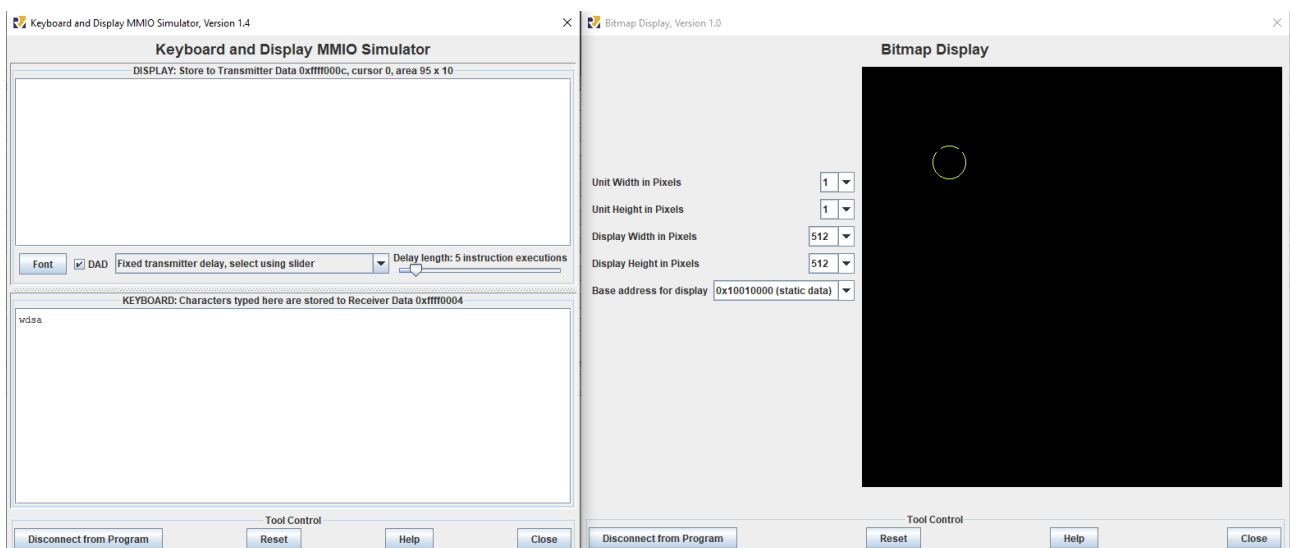 Keyboard and Display MMIO Simulator, Version 1.4
Keyboard and Display MMIO Simulator
DISPLAY: Store to Transmitter Data 0xffff000c, cursor 0, area 95 x 10
Font
DAD
Fixed transmitter delay, select using slider
Delay length: 5 instruction executions
KEYBOARD: Characters typed here are stored to Receiver Data 0xffff0004
wdsa
Tool Control
Disconnect from Program
Reset
Help
Close
Bitmap Display, Version 1.0
Bitmap Display
Unit Width in Pixels
1
Unit Height in Pixels
1
Display Width in Pixels
512
Display Height in Pixels
512
Base address for display
0x10010000 (static data)
Tool Control
Disconnect from Program
Reset
Help
Close